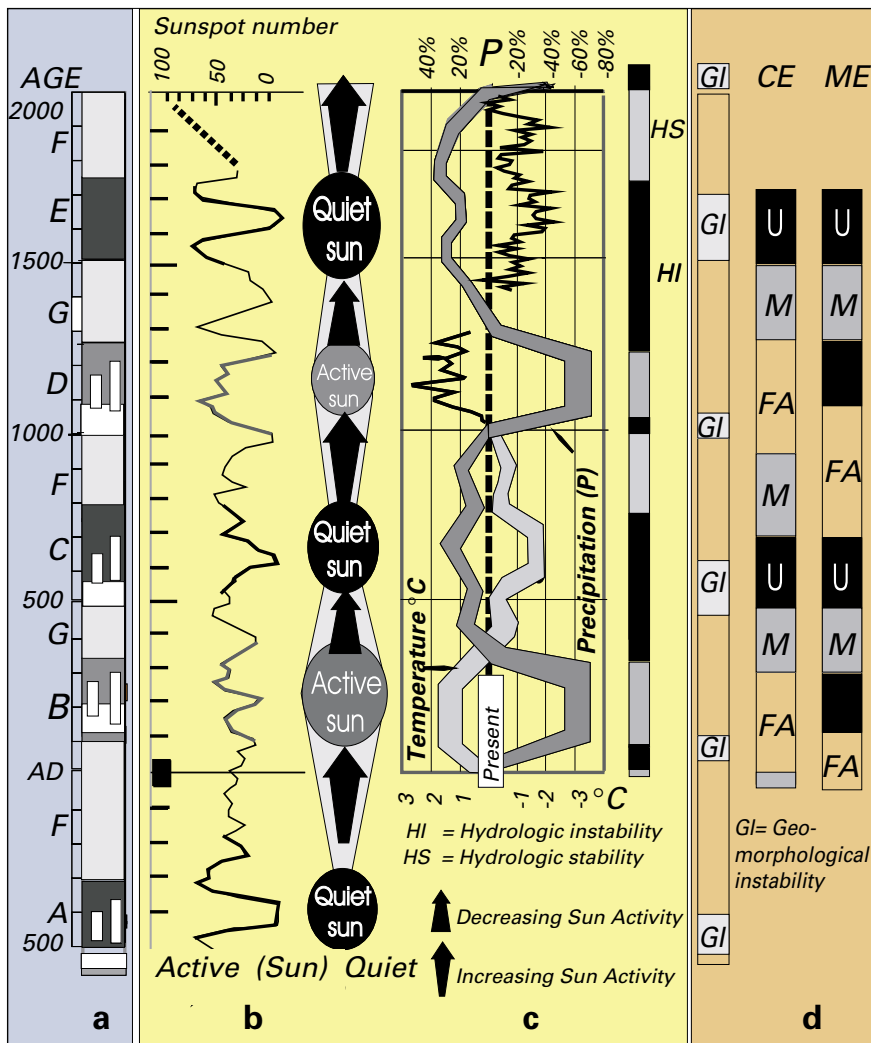 Sunspot number
100
50
0
40%
20%
P
-20%
-40%
-60%
-80%
AGE
GI
CE
ME
2000
F
HS
E
Quiet
sun
GI
U
U
1500
HI
G
M
M
D
Active
sun
FA
1000
GI
F
FA
M
C
Quiet
sun
GI
U
U
500
G
M
M
Temperature °C
Precipitation (P)
B
Active
sun
FA
Present
GI
AD
FA
3
2
1
-1
-2
-3
°C
F
HI = Hydrologic instability
HS = Hydrologic stability
GI= Geo-
morphological
instability
A
Quiet
sun
Decreasing Sun Activity
GI
500
Active (Sun) Quiet
Increasing Sun Activity
a
b
c
d